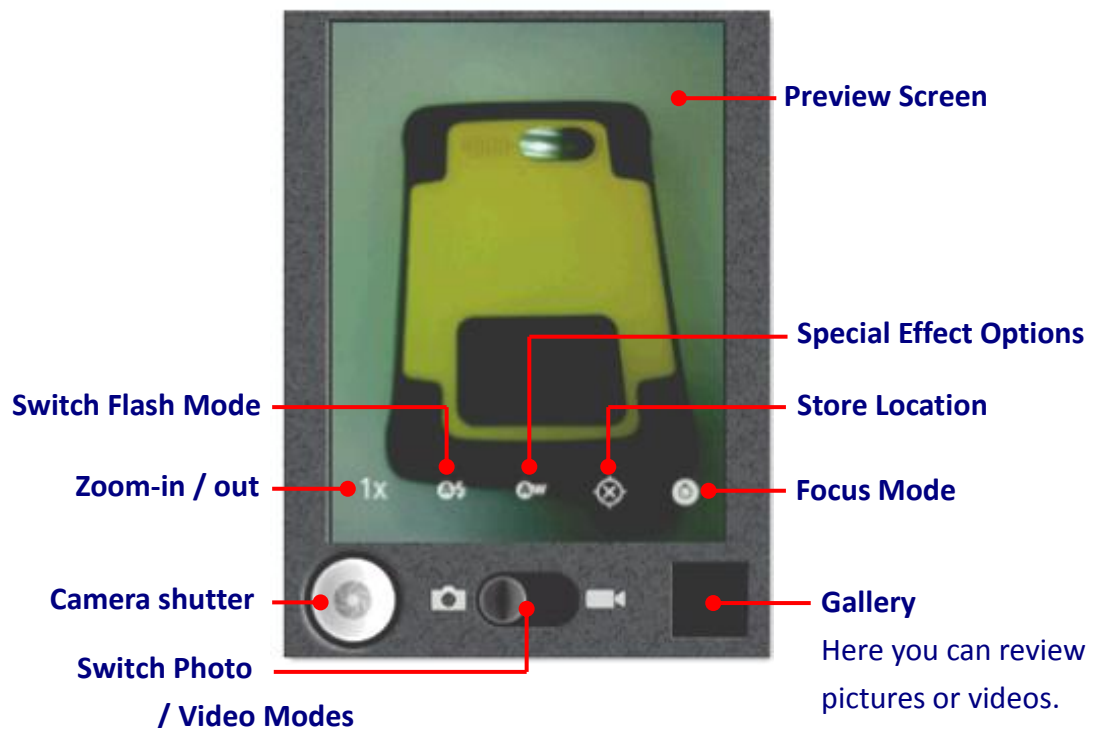 Preview Screen
Special Effect Options
Switch Flash Mode
Store Location
Zoom-in / out
1x
Focus Mode
Camera shutter
Gallery
Here you can review
pictures or videos.
Switch Photo
/ Video Modes